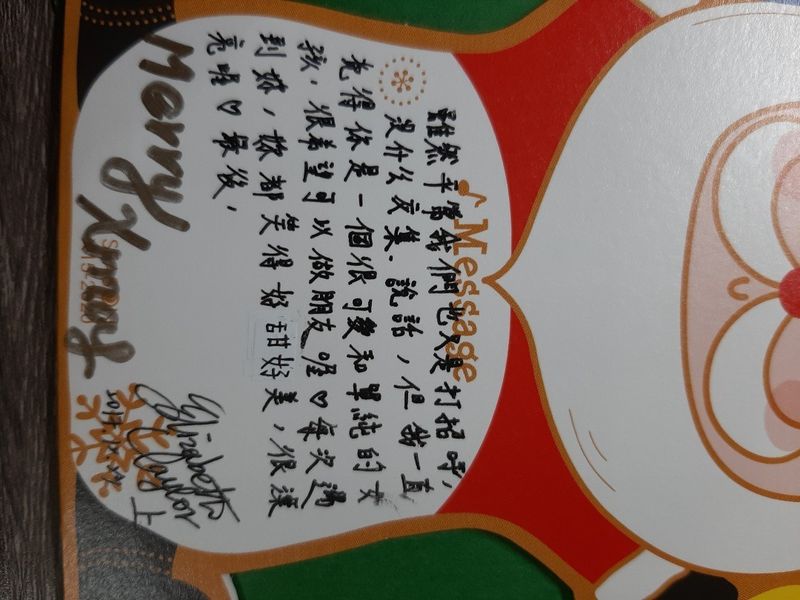 Message
雖然平常我們也只是打招呼,
沒什么交集、說話,但我一直
覺得你是一個很可愛和單純的女
孩,很希望可以做朋友喔♡每次遇
到妳,妳都笑得好甜好美,很漂
亮喔♡最後,
Merry
Xmas
Elizabeth
Taylor 上